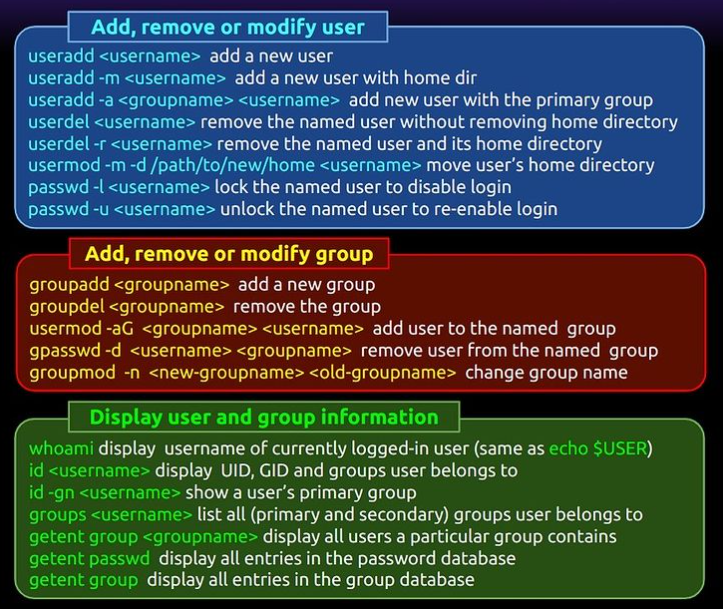 Add, remove or modify user
useradd <username> add a new user
useradd -m <username> add a new user with home dir
useradd -a <groupname> <username> add new user with the primary group
userdel <username> remove the named user without removing home directory
userdel -r <username> remove the named user and its home directory
usermod -m -d /path/to/new/home <username> move user's home directory
passwd -l <username> lock the named user to disable login
passwd -u <username> unlock the named user to re-enable login
Add, remove or modify group
groupadd <groupname> add a new group
groupdel <groupname> remove the group
usermod -aG <groupname> <username> add user to the named group
gpasswd -d <username> <groupname> remove user from the named group
groupmod -n <new-groupname> <old-groupname> change group name
Display user and group information
whoami display username of currently logged-in user (same as echo $USER)
id <username> display UID, GID and groups user belongs to
id -gn <username> show a user's primary group
groups <username> list all (primary and secondary) groups user belongs to
getent group <groupname> display all users a particular group contains
getent passwd display all entries in the password database
getent group display all entries in the group database